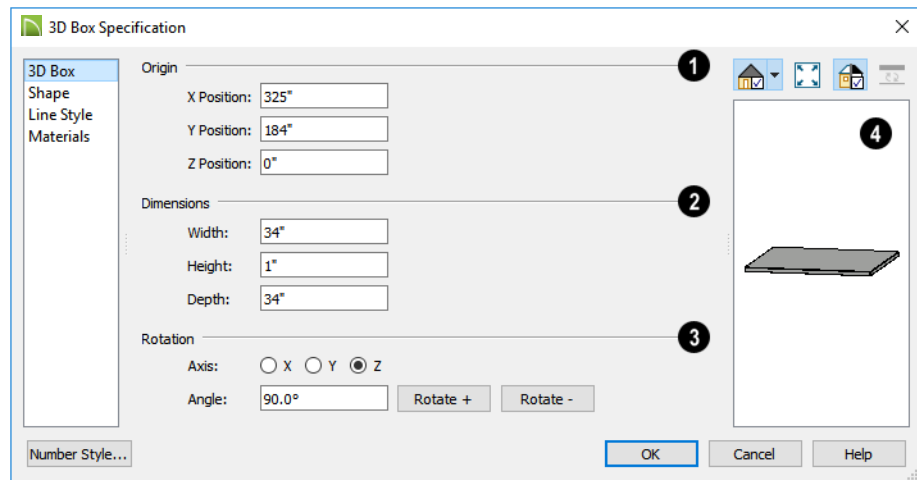 3D Box Specification
3D Box
Shape
Line Style
Materials
Origin
1
X Position: 325"
Y Position: 184"
Z Position: 0"
Dimensions
2
Width: 34"
Height: 1"
Depth: 34"
Rotation
3
Axis: X Y Z
Angle: 90.0° Rotate + Rotate -
4
Number Style... OK Cancel Help